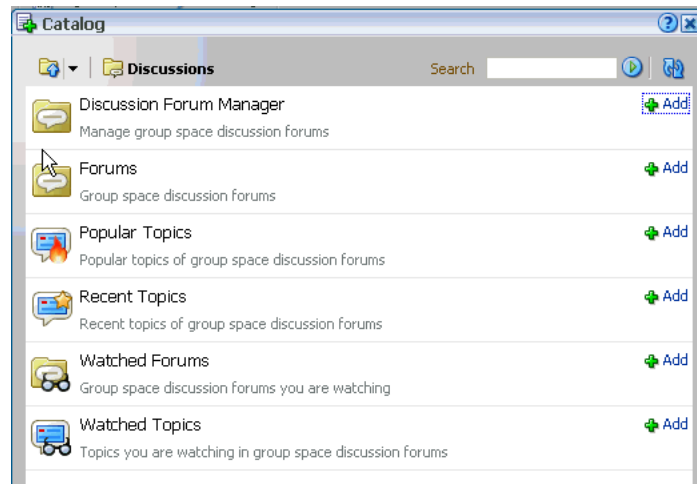 Catalog
Discussions Search
Discussion Forum Manager Add
Manage group space discussion forums
Forums Add
Group space discussion forums
Popular Topics Add
Popular topics of group space discussion forums
Recent Topics Add
Recent topics of group space discussion forums
Watched Forums Add
Group space discussion forums you are watching
Watched Topics Add
Topics you are watching in group space discussion forums